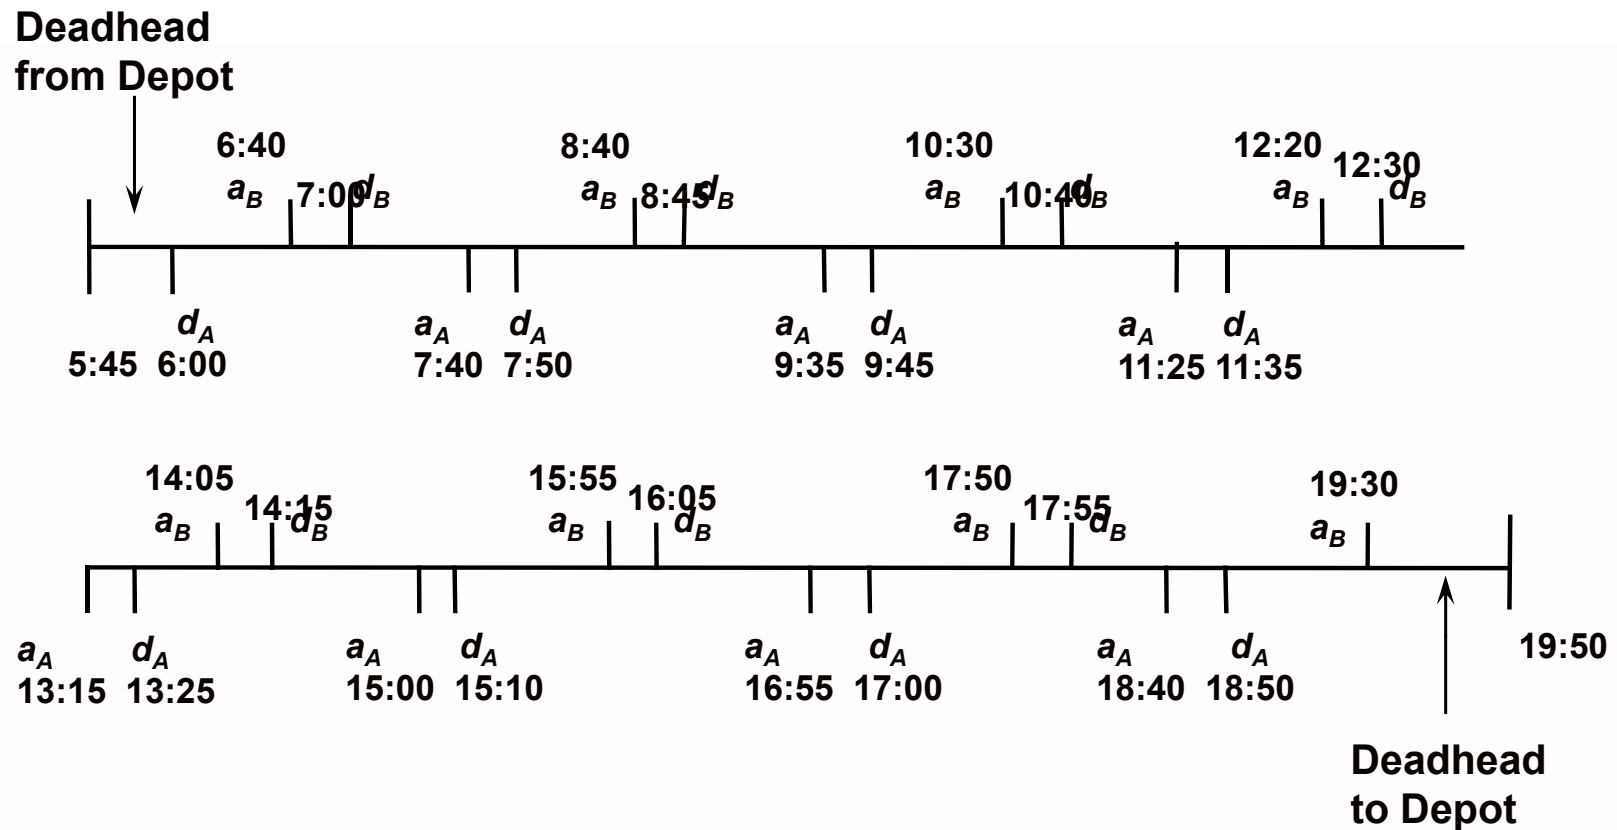 Deadhead
from Depot
6:40 8:40 10:30 12:20 12:30
aB 7:00 dB aB 8:45 dB aB 10:40 dB aB dB
dA aA dA aA dA aA dA
5:45 6:00 7:40 7:50 9:35 9:45 11:25 11:35
14:05 14:15 15:55 16:05 17:50 17:55 19:30
aB dB aB dB aB dB aB
aA dA aA dA aA dA aA dA 19:50
13:15 13:25 15:00 15:10 16:55 17:00 18:40 18:50
Deadhead
to Depot